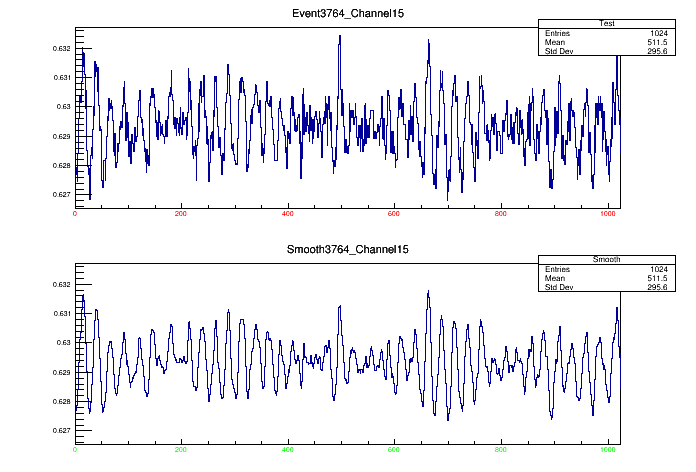 Event3764_Channel15
Test
Entries 1024
Mean 511.5
Std Dev 295.6
0.632
0.631
0.63
0.629
0.628
0.627
0 200 400 600 800 1000
Smooth3764_Channel15
Smooth
Entries 1024
Mean 511.5
Std Dev 295.6
0.632
0.631
0.63
0.629
0.628
0.627
0 200 400 600 800 1000